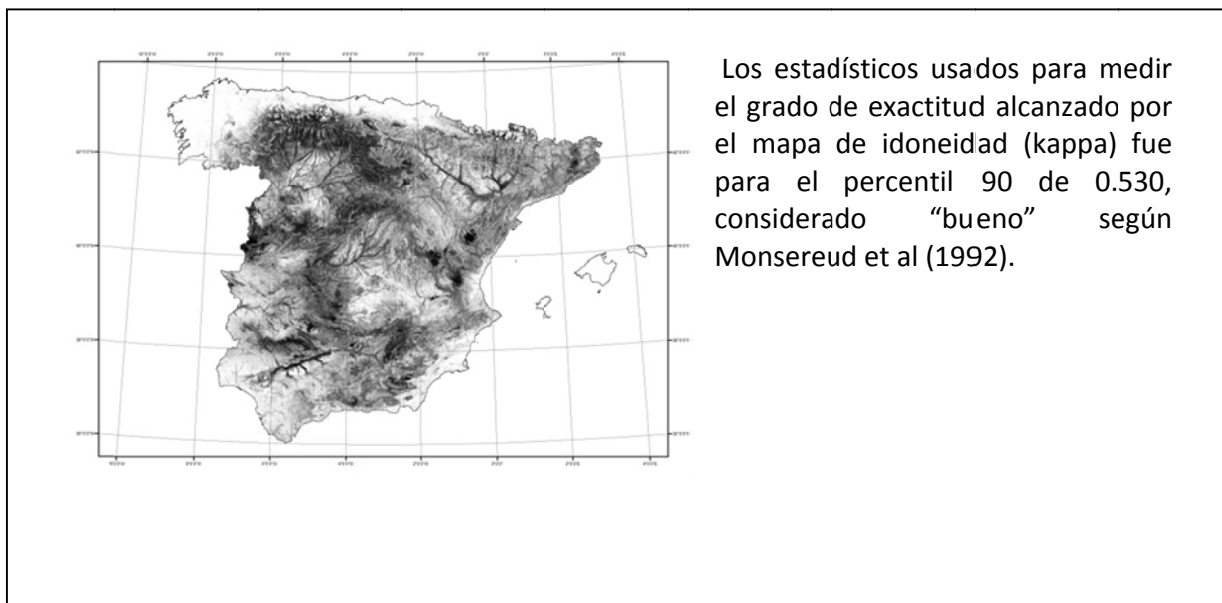 Los estadísticos usados para medir
el grado de exactitud alcanzado por
el mapa de idoneidad (kappa) fue
para el percentil 90 de 0.530,
considerado “bueno” según
Monsereud et al (1992).